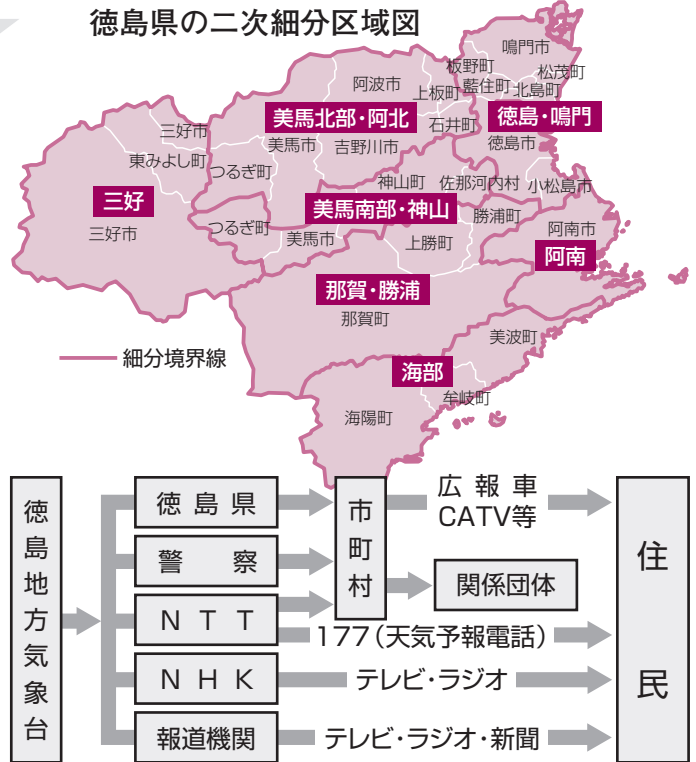 徳島県の二次細分区域図
鳴門市
板野町
松茂町
藍住町
北島町
阿波市
上板町
美馬北部・阿北
徳島・鳴門
石井町
三好市
美馬市
吉野川市
徳島市
東みよし町
つるぎ町
神山町
佐那河内村
小松島市
三好
美馬南部・神山
勝浦町
三好市
つるぎ町
美馬市
上勝町
阿南市
阿南
那賀・勝浦
那賀町
美波町
細分境界線
海部
牟岐町
海陽町
徳島地方気象台
徳島県
警察
NTT
NHK
報道機関
市町村
広報車
CATV等
関係団体
177(天気予報電話)
テレビ・ラジオ
テレビ・ラジオ・新聞
住民